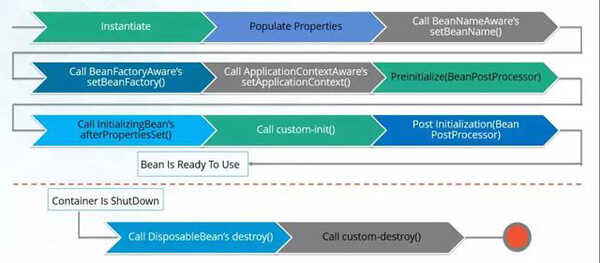 Instantiate
Populate Properties
Call BeanNameAware's
setBeanName()
Call BeanFactoryAware's
setBeanFactory()
Call ApplicationContextAware's
setApplicationContext()
Preinitialize(BeanPostProcessor)
Call InitializingBean's
afterPropertiesSet()
Call custom-init()
Post Initialization(Bean
PostProcessor)
Bean Is Ready To Use
Container Is ShutDown
Call DisposableBean's destroy()
Call custom-destroy()